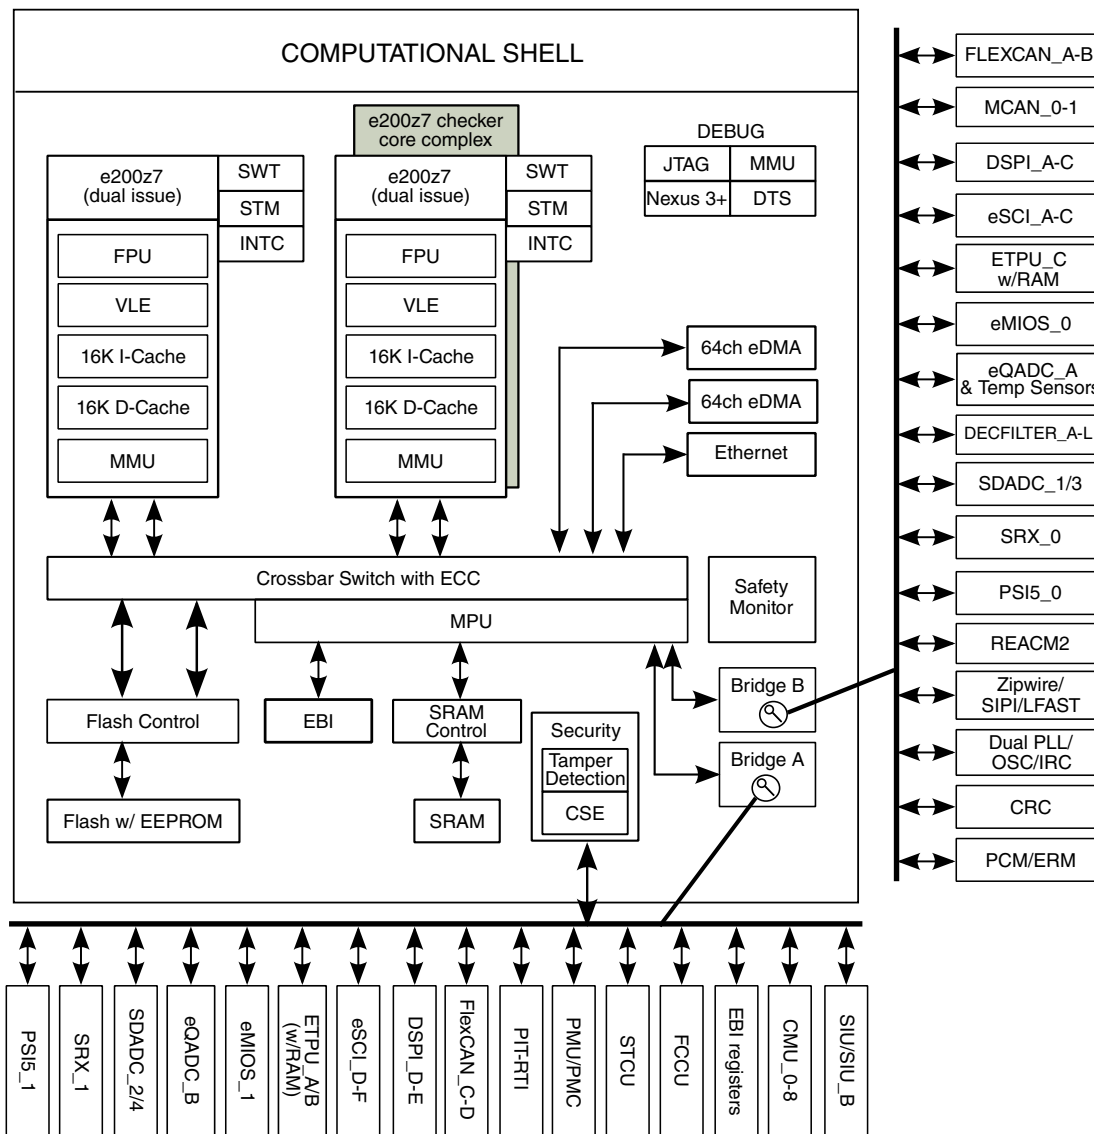 COMPUTATIONAL SHELL
e200z7 checker
core complex
e200z7
(dual issue)
SWT
STM
INTC
FPU
VLE
16K I-Cache
16K D-Cache
MMU
e200z7
(dual issue)
SWT
STM
INTC
FPU
VLE
16K I-Cache
16K D-Cache
MMU
DEBUG
JTAG
MMU
Nexus 3+
DTS
64ch eDMA
64ch eDMA
Ethernet
Crossbar Switch with ECC
MPU
Safety
Monitor
Flash Control
EBI
SRAM
Control
Security
Tamper
Detection
CSE
Bridge B
Bridge A
Flash w/ EEPROM
SRAM
FLEXCAN_A-B
MCAN_0-1
DSPI_A-C
eSCI_A-C
ETPU_C
w/RAM
eMIOS_0
eQADC_A
& Temp Sensors
DECFILTER_A-L
SDADC_1/3
SRX_0
PSI5_0
REACM2
Zipwire/
SIPI/LFAST
Dual PLL/
OSC/IRC
CRC
PCM/ERM
PSI5_1
SRX_1
SDADC_2/4
eQADC_B
eMIOS_1
ETPU_A/B
(w/RAM)
eSCI_D-F
DSPI_D-E
FlexCAN_C-D
PIT-RTI
PMU/PMC
STCU
FCCU
EBI registers
CMU_0-8
SIU/SIU_B